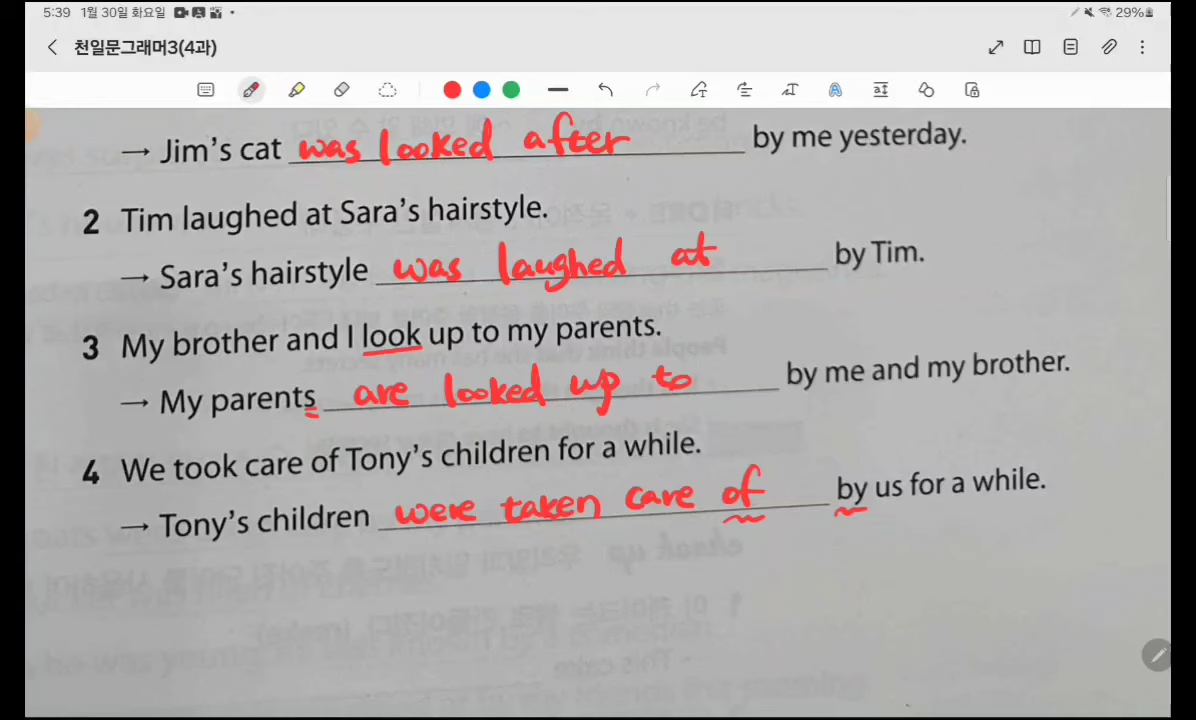 5:39 1월 30일 화요일 29%
천일문그래머3(4과)
→ Jim's cat was looked after by me yesterday.
2 Tim laughed at Sara's hairstyle.
→ Sara's hairstyle was laughed at by Tim.
3 My brother and I look up to my parents.
→ My parents are looked up to by me and my brother.
4 We took care of Tony's children for a while.
→ Tony's children were taken care of by us for a while.